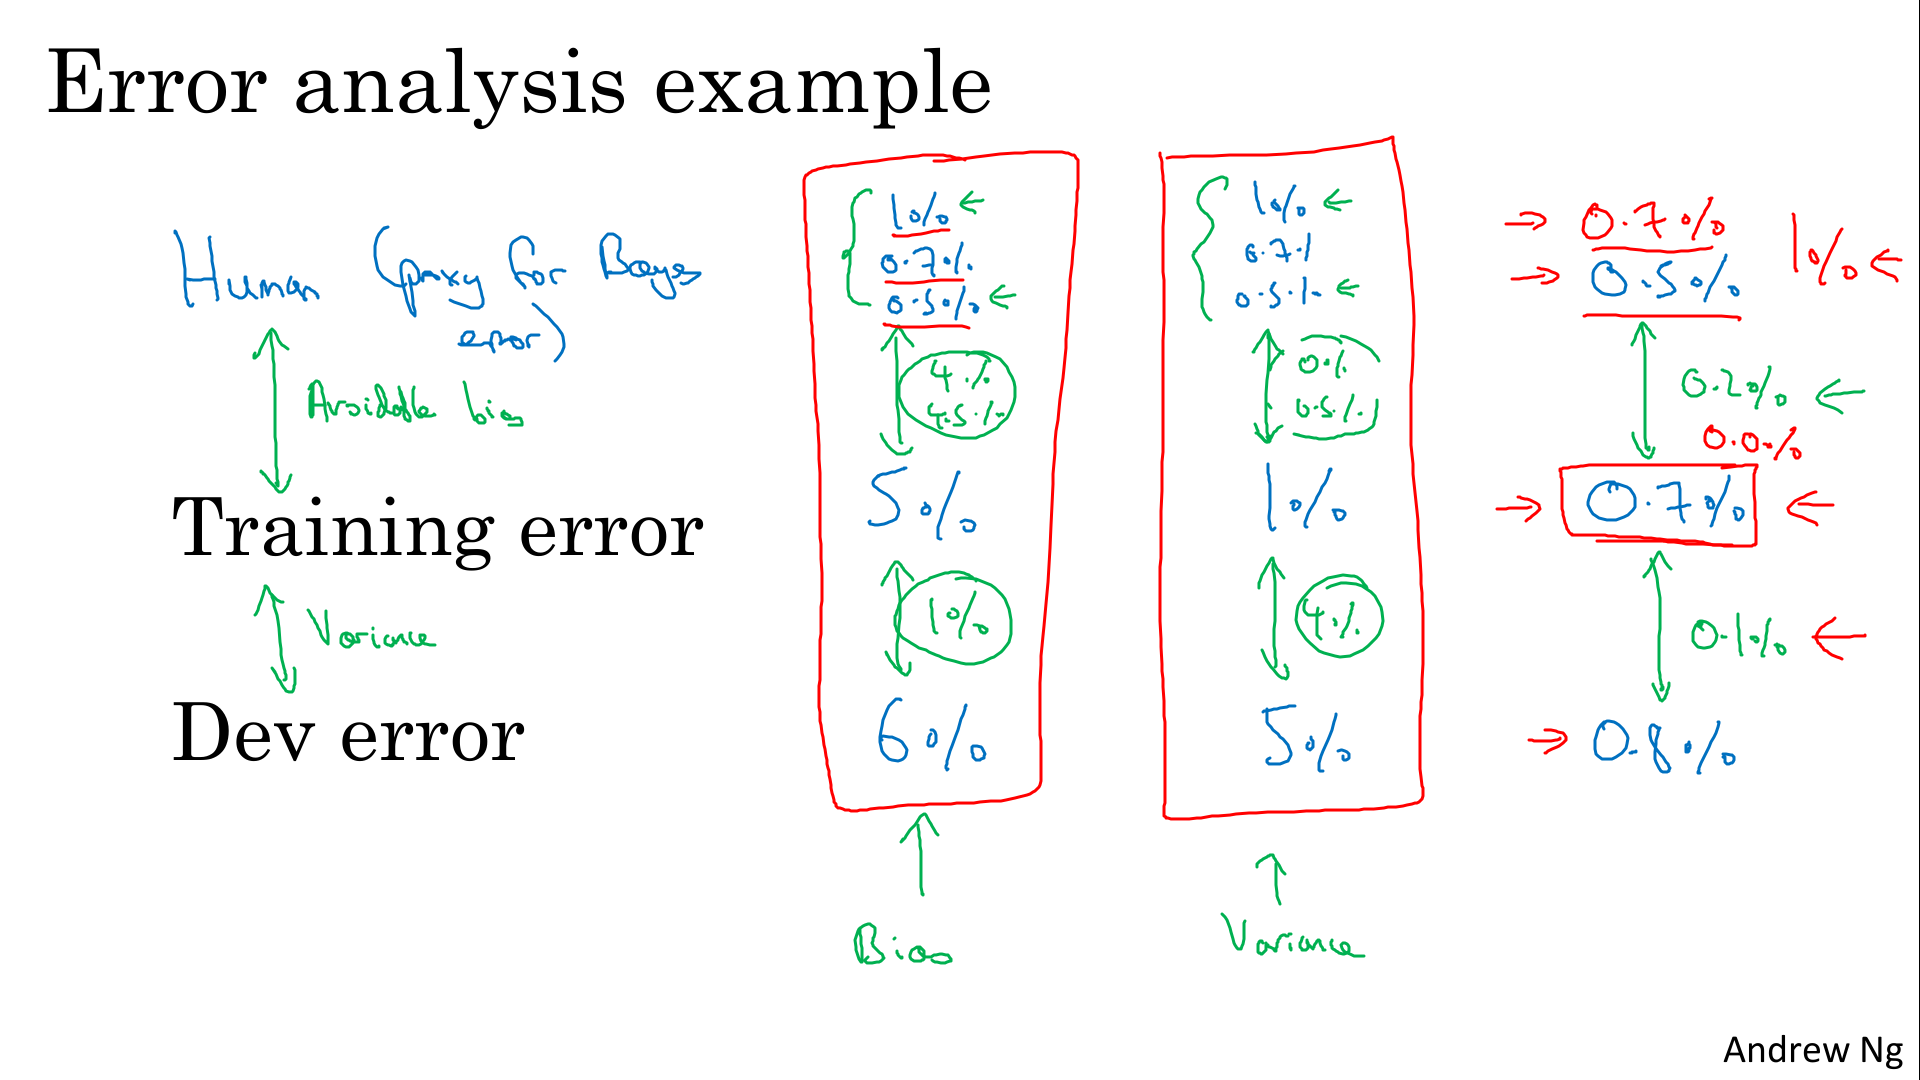 Error analysis example
Human (proxy for Bayes
error)
Avoidable bias
Training error
Variance
Dev error
1%
0.7%
0.5%
4%
4.5%
5%
1%
6%
Bias
1%
0.7%
0.5%
0%
0.5%
1%
4%
5%
Variance
0.7%
1%
0.5%
0.2%
0.0%
0.7%
0.1%
0.8%
Andrew Ng